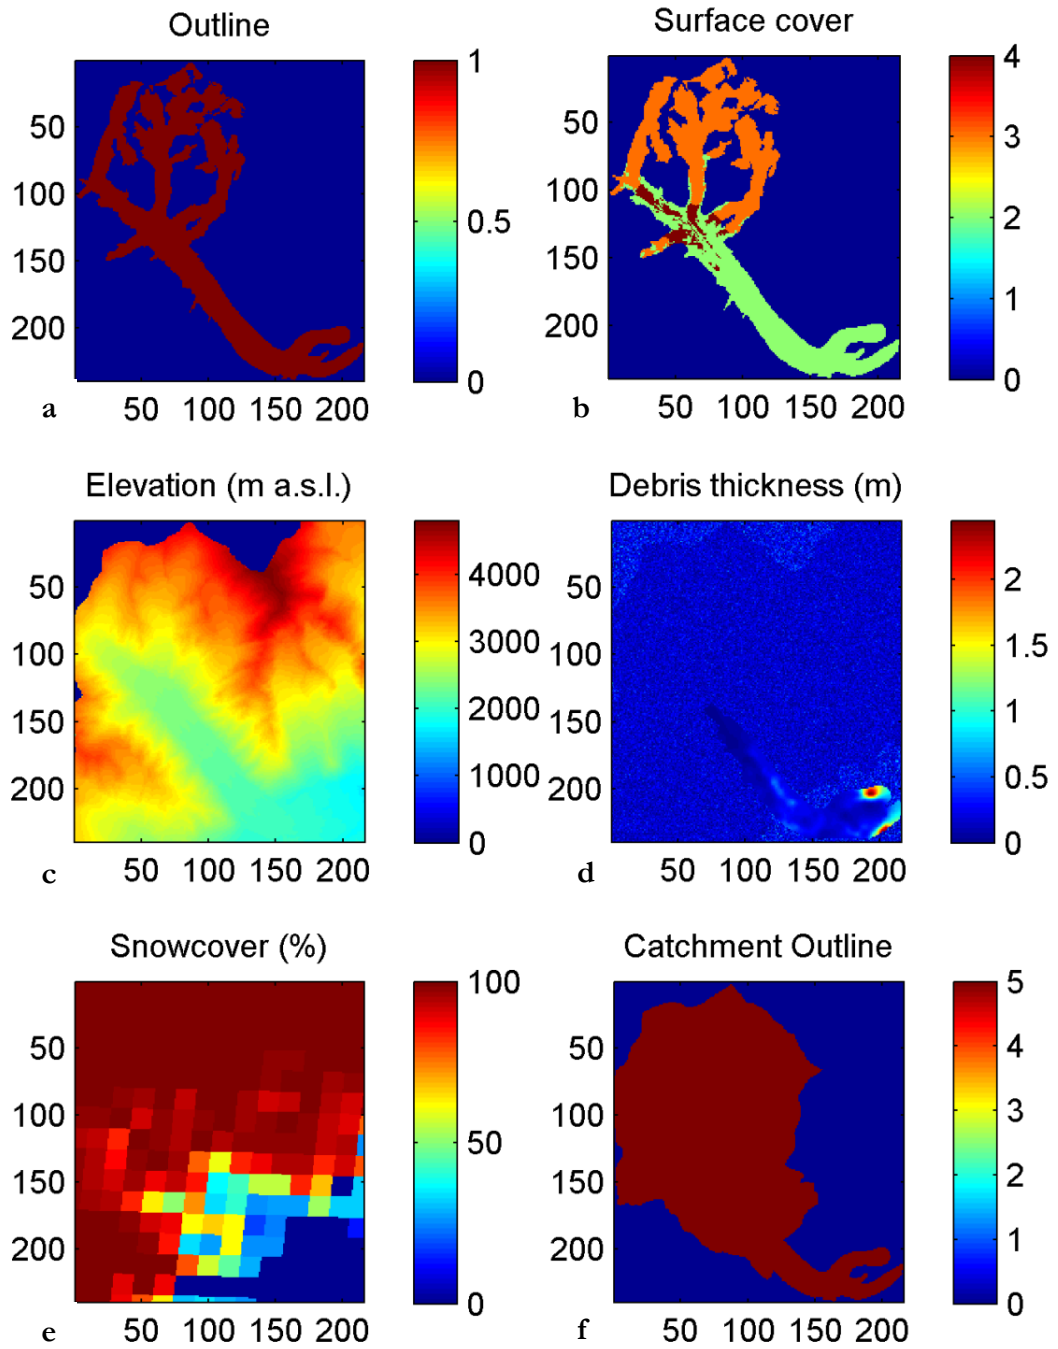 Outline
Surface cover
50
100
150
200
50 100 150 200
1
0.5
0
a
50
100
150
200
50 100 150 200
4
3
2
1
0
b
Elevation (m a.s.l.)
Debris thickness (m)
50
100
150
200
50 100 150 200
4000
3000
2000
1000
0
c
50
100
150
200
50 100 150 200
2
1.5
1
0.5
0
d
Snowcover (%)
Catchment Outline
50
100
150
200
50 100 150 200
100
50
0
e
50
100
150
200
50 100 150 200
5
4
3
2
1
0
f